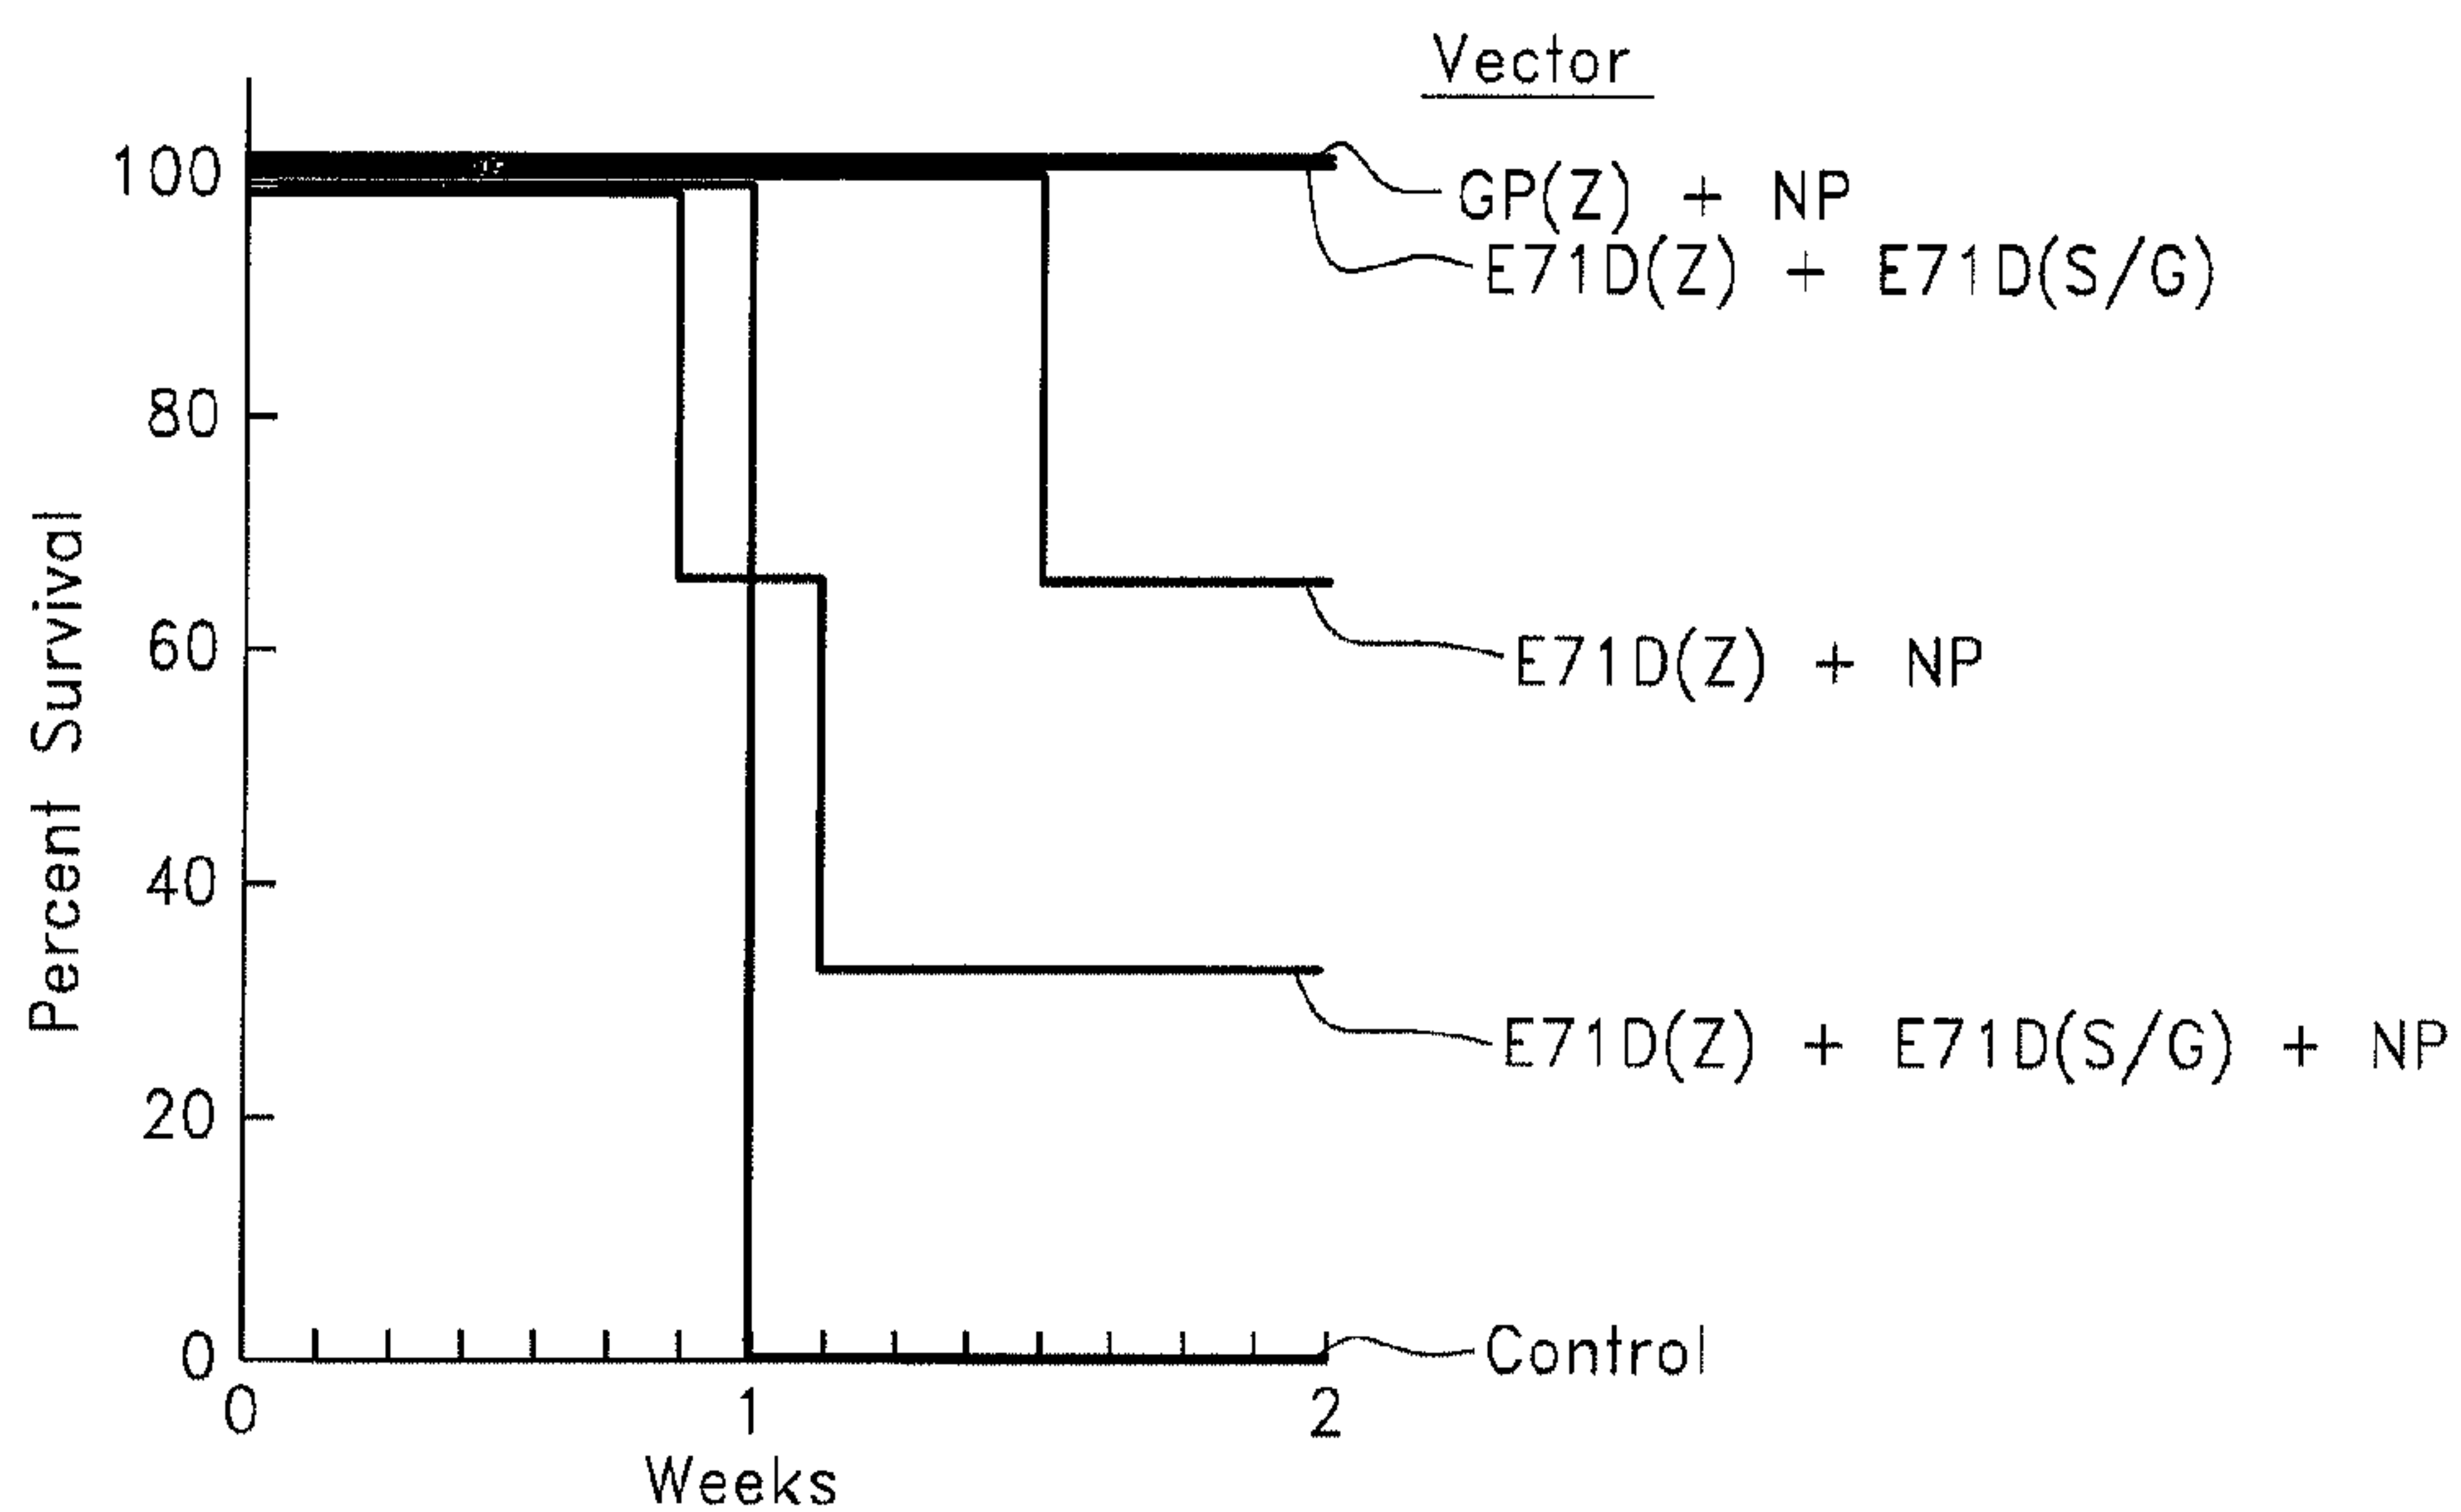 Vector
100
GP(Z) + NP
E71D(Z) + E71D(S/G)
80
60
E71D(Z) + NP
Percent Survival
40
E71D(Z) + E71D(S/G) + NP
20
0
Control
0 1 2
Weeks